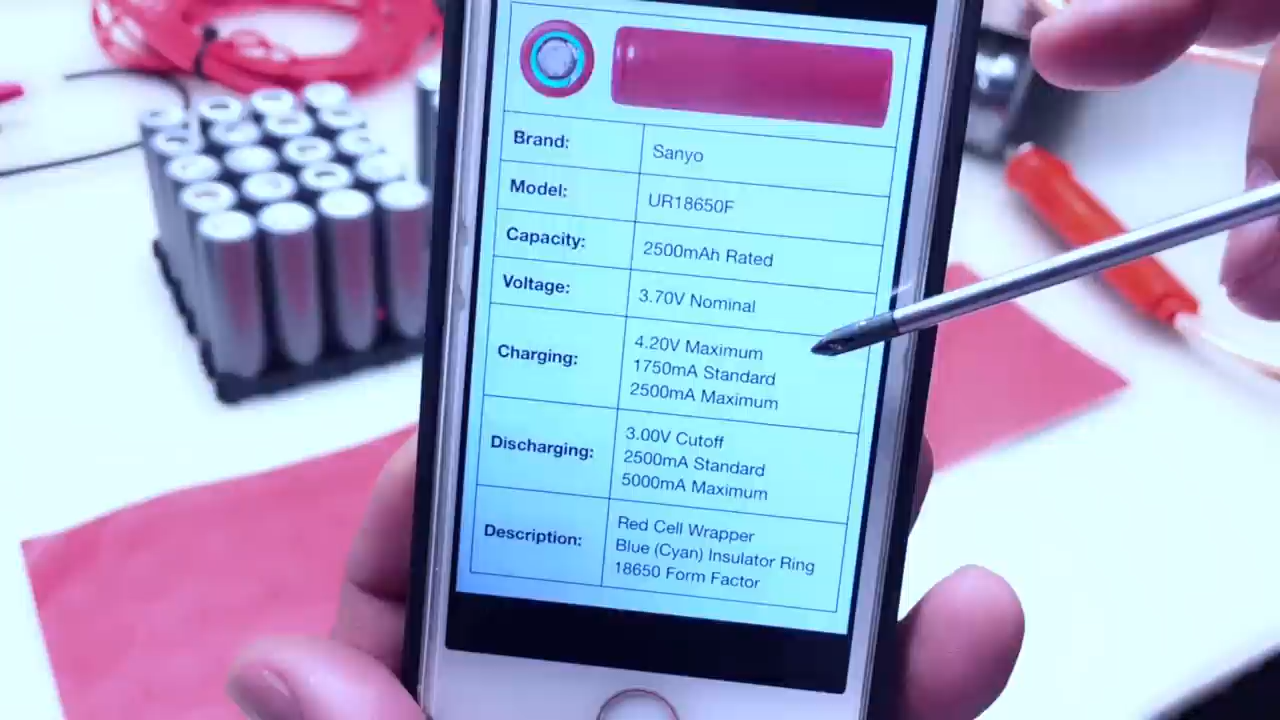 Brand: Sanyo
Model: UR18650F
Capacity: 2500mAh Rated
Voltage: 3.70V Nominal
Charging: 4.20V Maximum
1750mA Standard
2500mA Maximum
Discharging: 3.00V Cutoff
2500mA Standard
5000mA Maximum
Description: Red Cell Wrapper
Blue (Cyan) Insulator Ring
18650 Form Factor